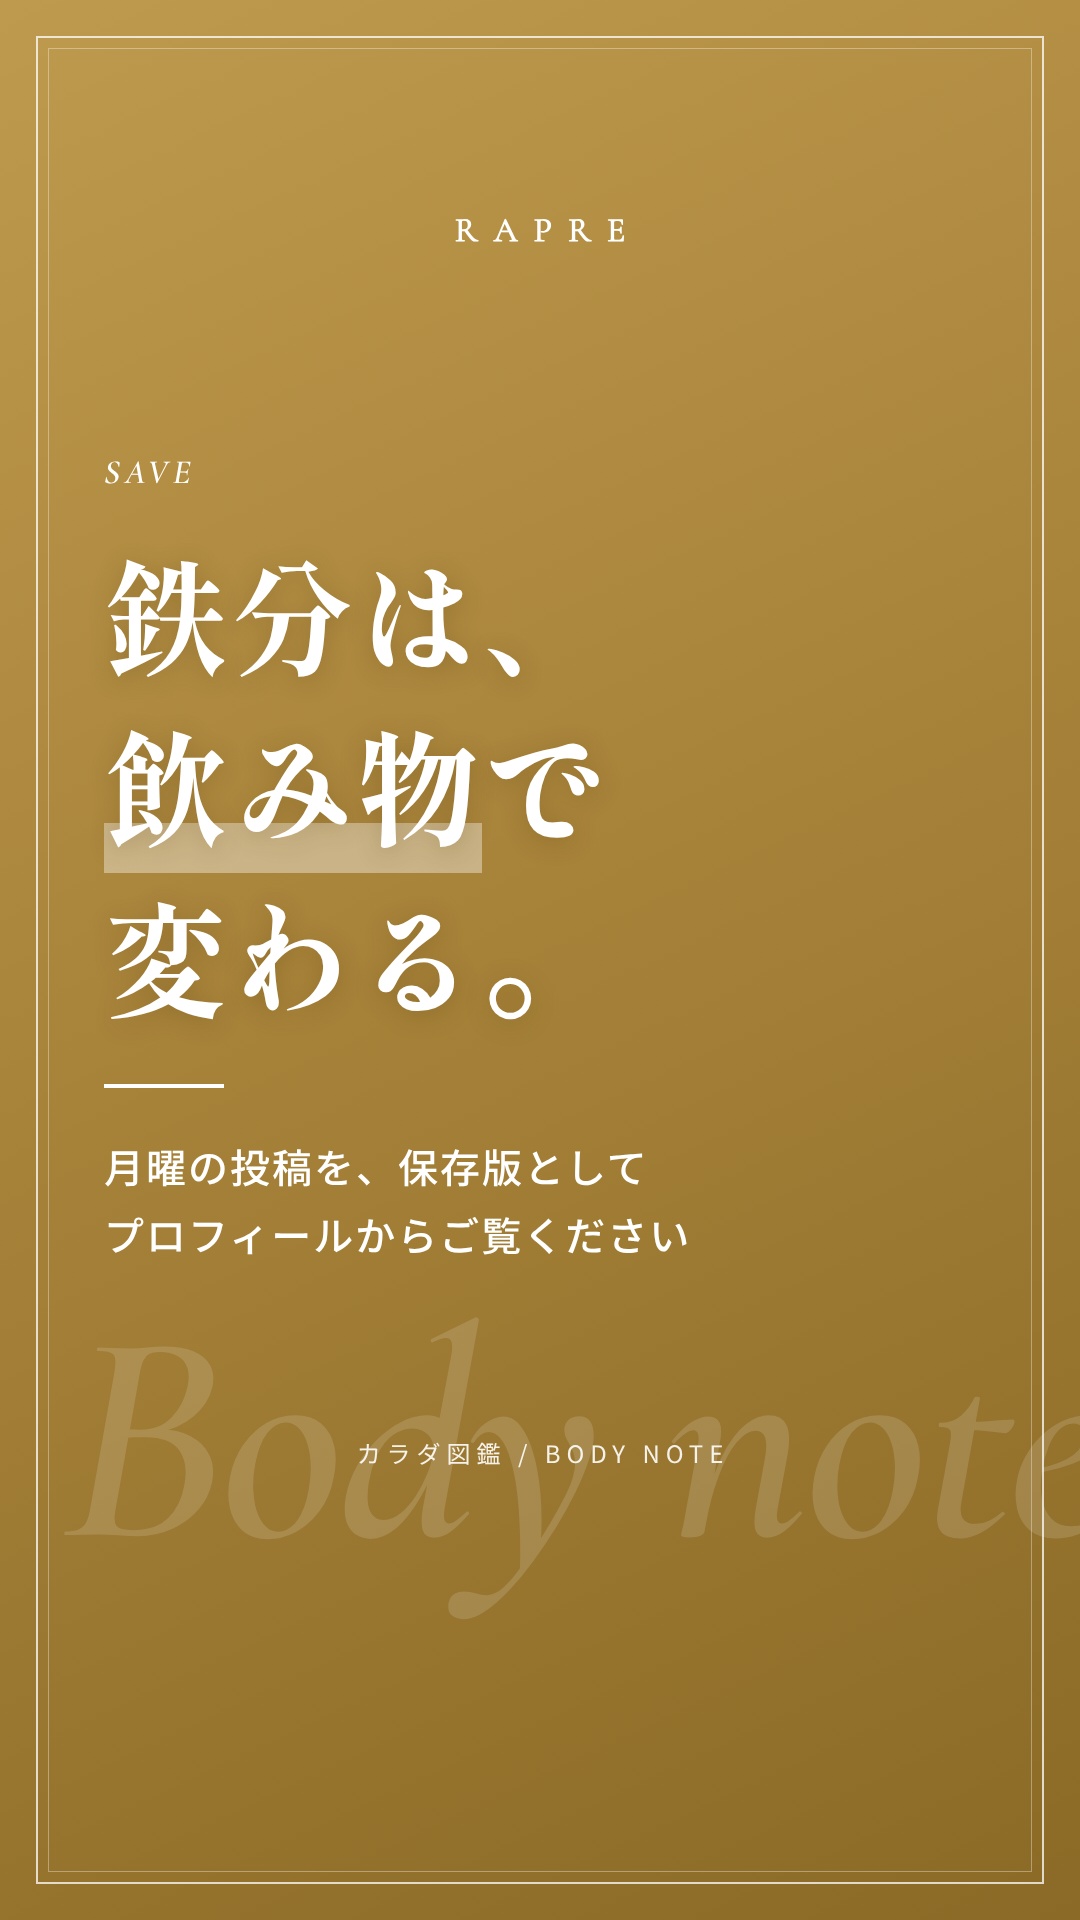 RAPRE
SAVE
鉄分は、
飲み物で
変わる。
月曜の投稿を、保存版として
プロフィールからご覧ください
Body note
カラダ図鑑 / BODY NOTE